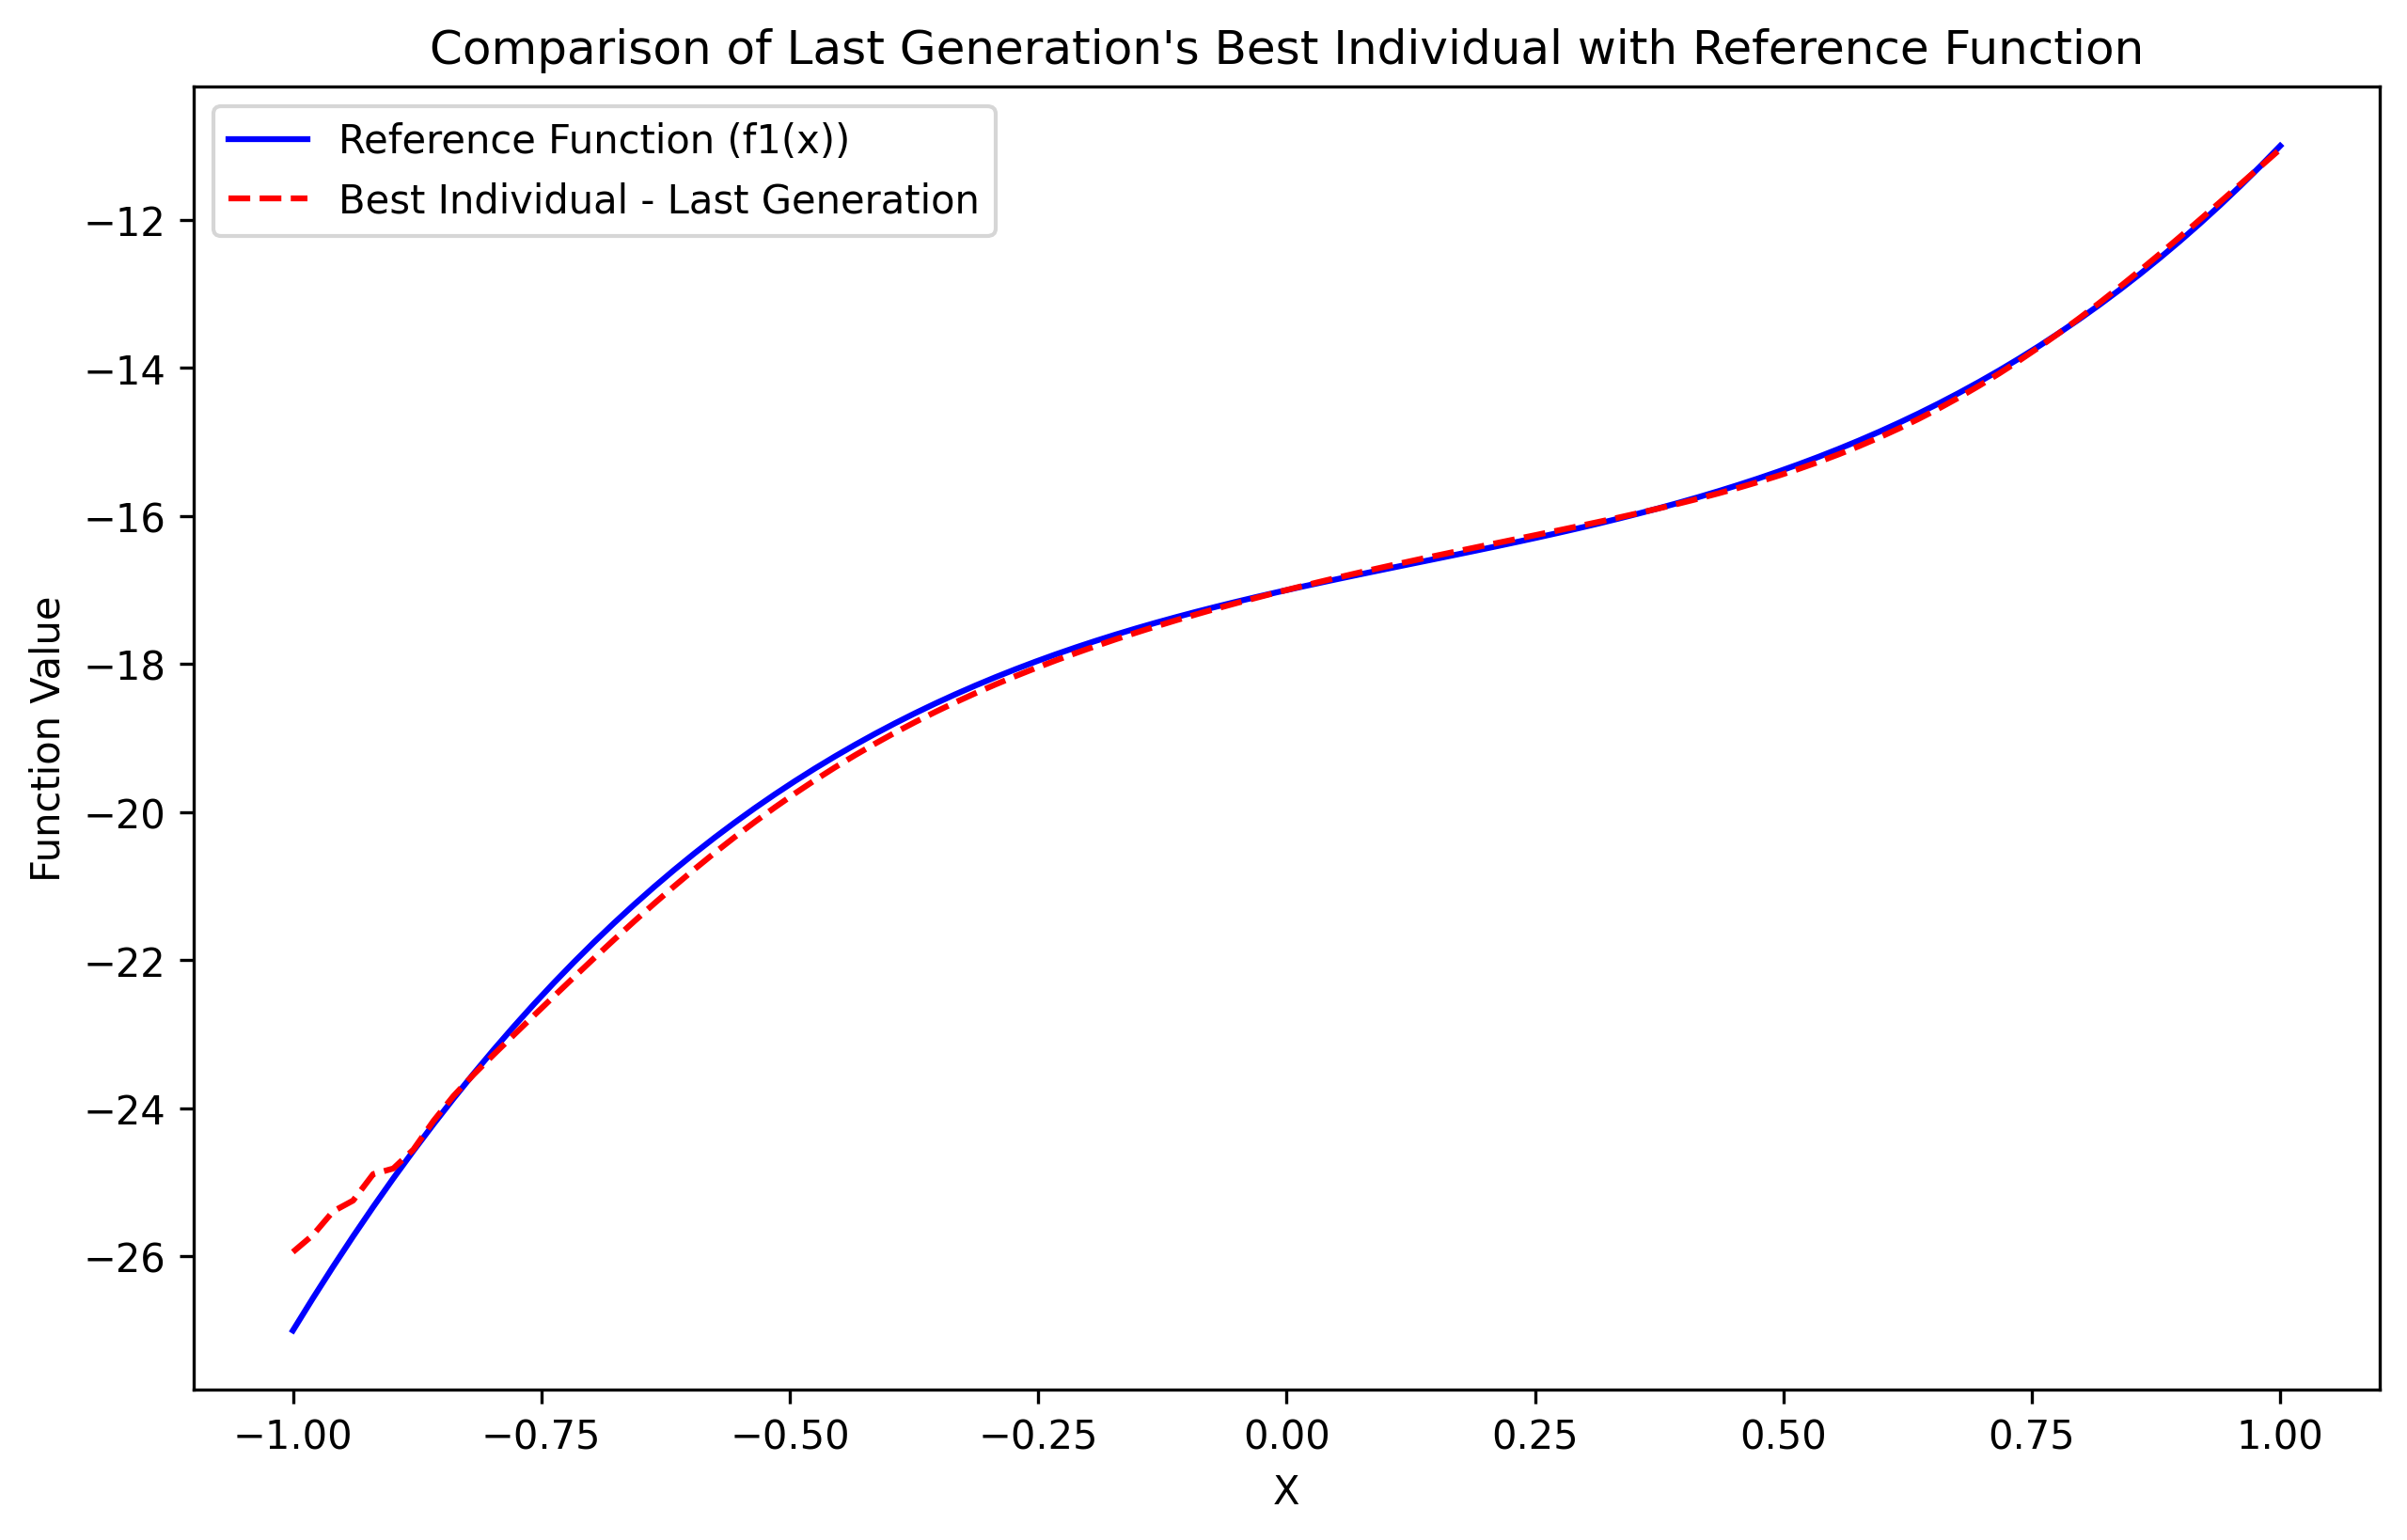 Comparison of Last Generation's Best Individual with Reference Function
Reference Function (f1(x))
Best Individual - Last Generation
−12
−14
−16
−18
−20
−22
−24
−26
Function Value
−1.00 −0.75 −0.50 −0.25 0.00 0.25 0.50 0.75 1.00
X